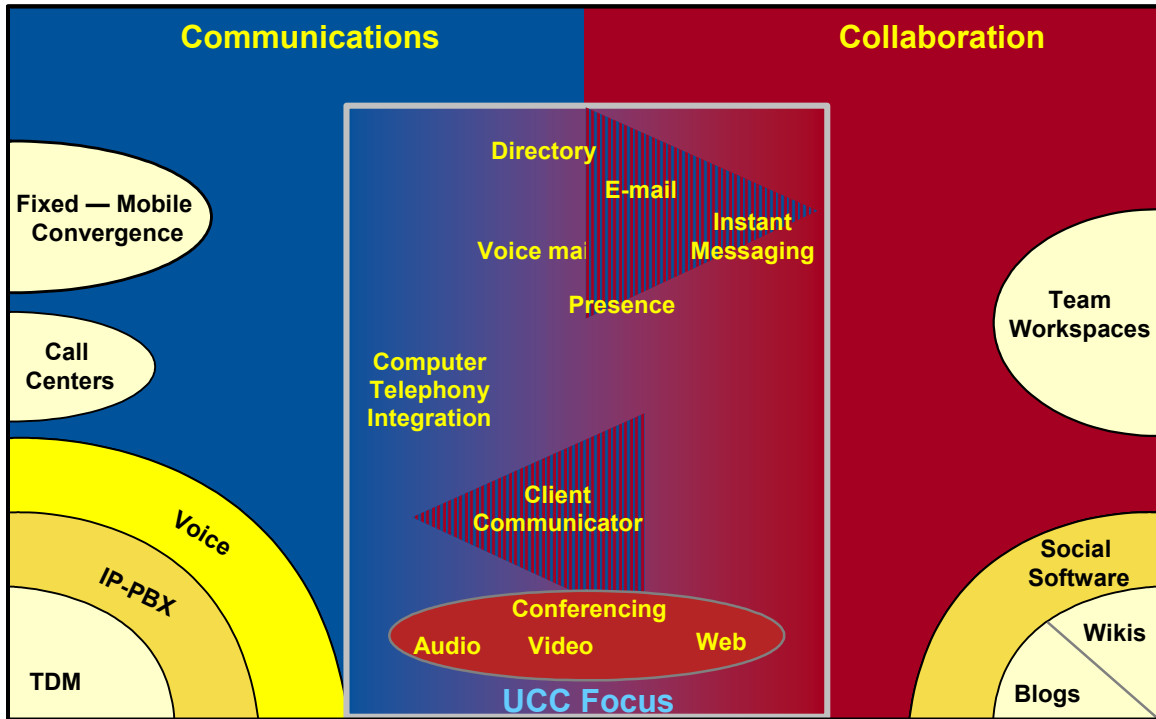 Communications
Collaboration
Directory
E-mail
Fixed — Mobile
Convergence
Instant
Messaging
Voice mai
Presence
Team
Workspaces
Call
Centers
Computer
Telephony
Integration
Client
Communicator
Voice
IP-PBX
TDM
Conferencing
Audio
Video
Web
UCC Focus
Social
Software
Wikis
Blogs